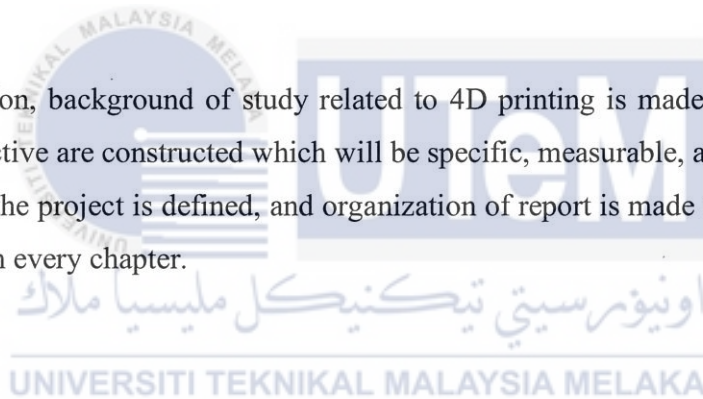 MALAYSIA MELAKA
UTeM
on, background of study related to 4D printing is made
ctive are constructed which will be specific, measurable, a
he project is defined, and organization of report is made
n every chapter.
اونيۏرسيتي تيكنيكل مليسيا ملاك
UNIVERSITI TEKNIKAL MALAYSIA MELAKA